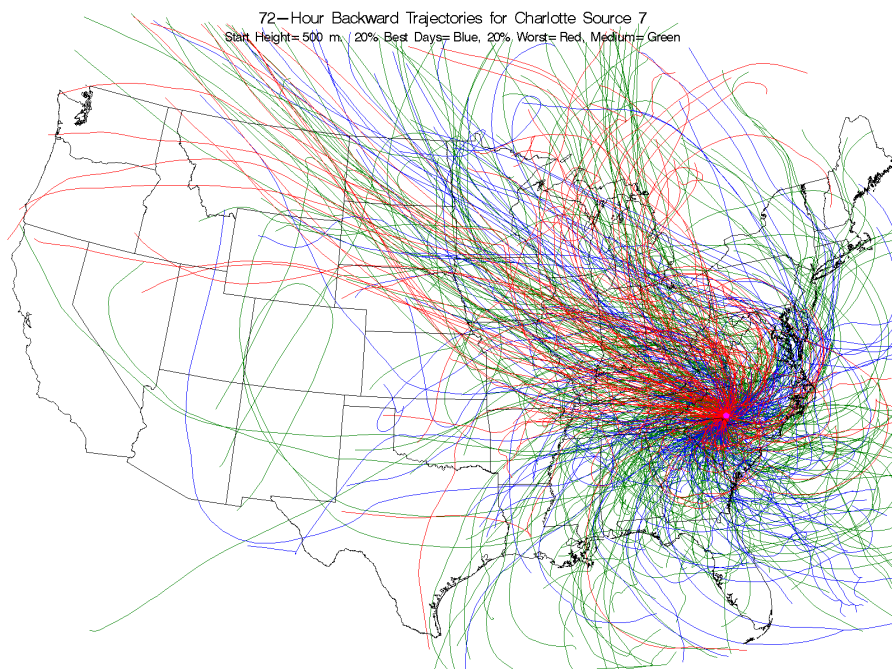 72-Hour Backward Trajectories for Charlotte Source 7
Start Height= 500 m. 20% Best Days= Blue, 20% Worst= Red, Medium= Green